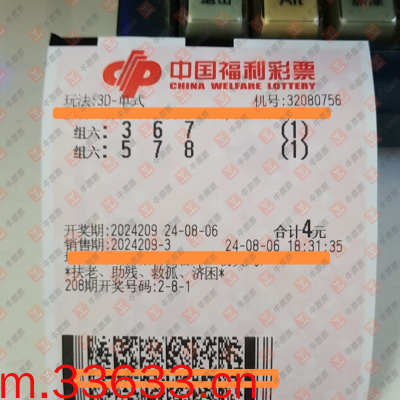 退出
Alt
中国福利彩票
CHINA WELFARE LOTTERY
玩法:3D-单式 机号:32080756
组六: 3 6 7 (1)
组六: 5 7 8 (1)
开奖期:2024209 24-08-06 合计4元
销售期:2024209-3 24-08-06 18:31:35
*扶老、助残、救孤、济困*
208期开奖号码:2-8-1
m.33633.cn